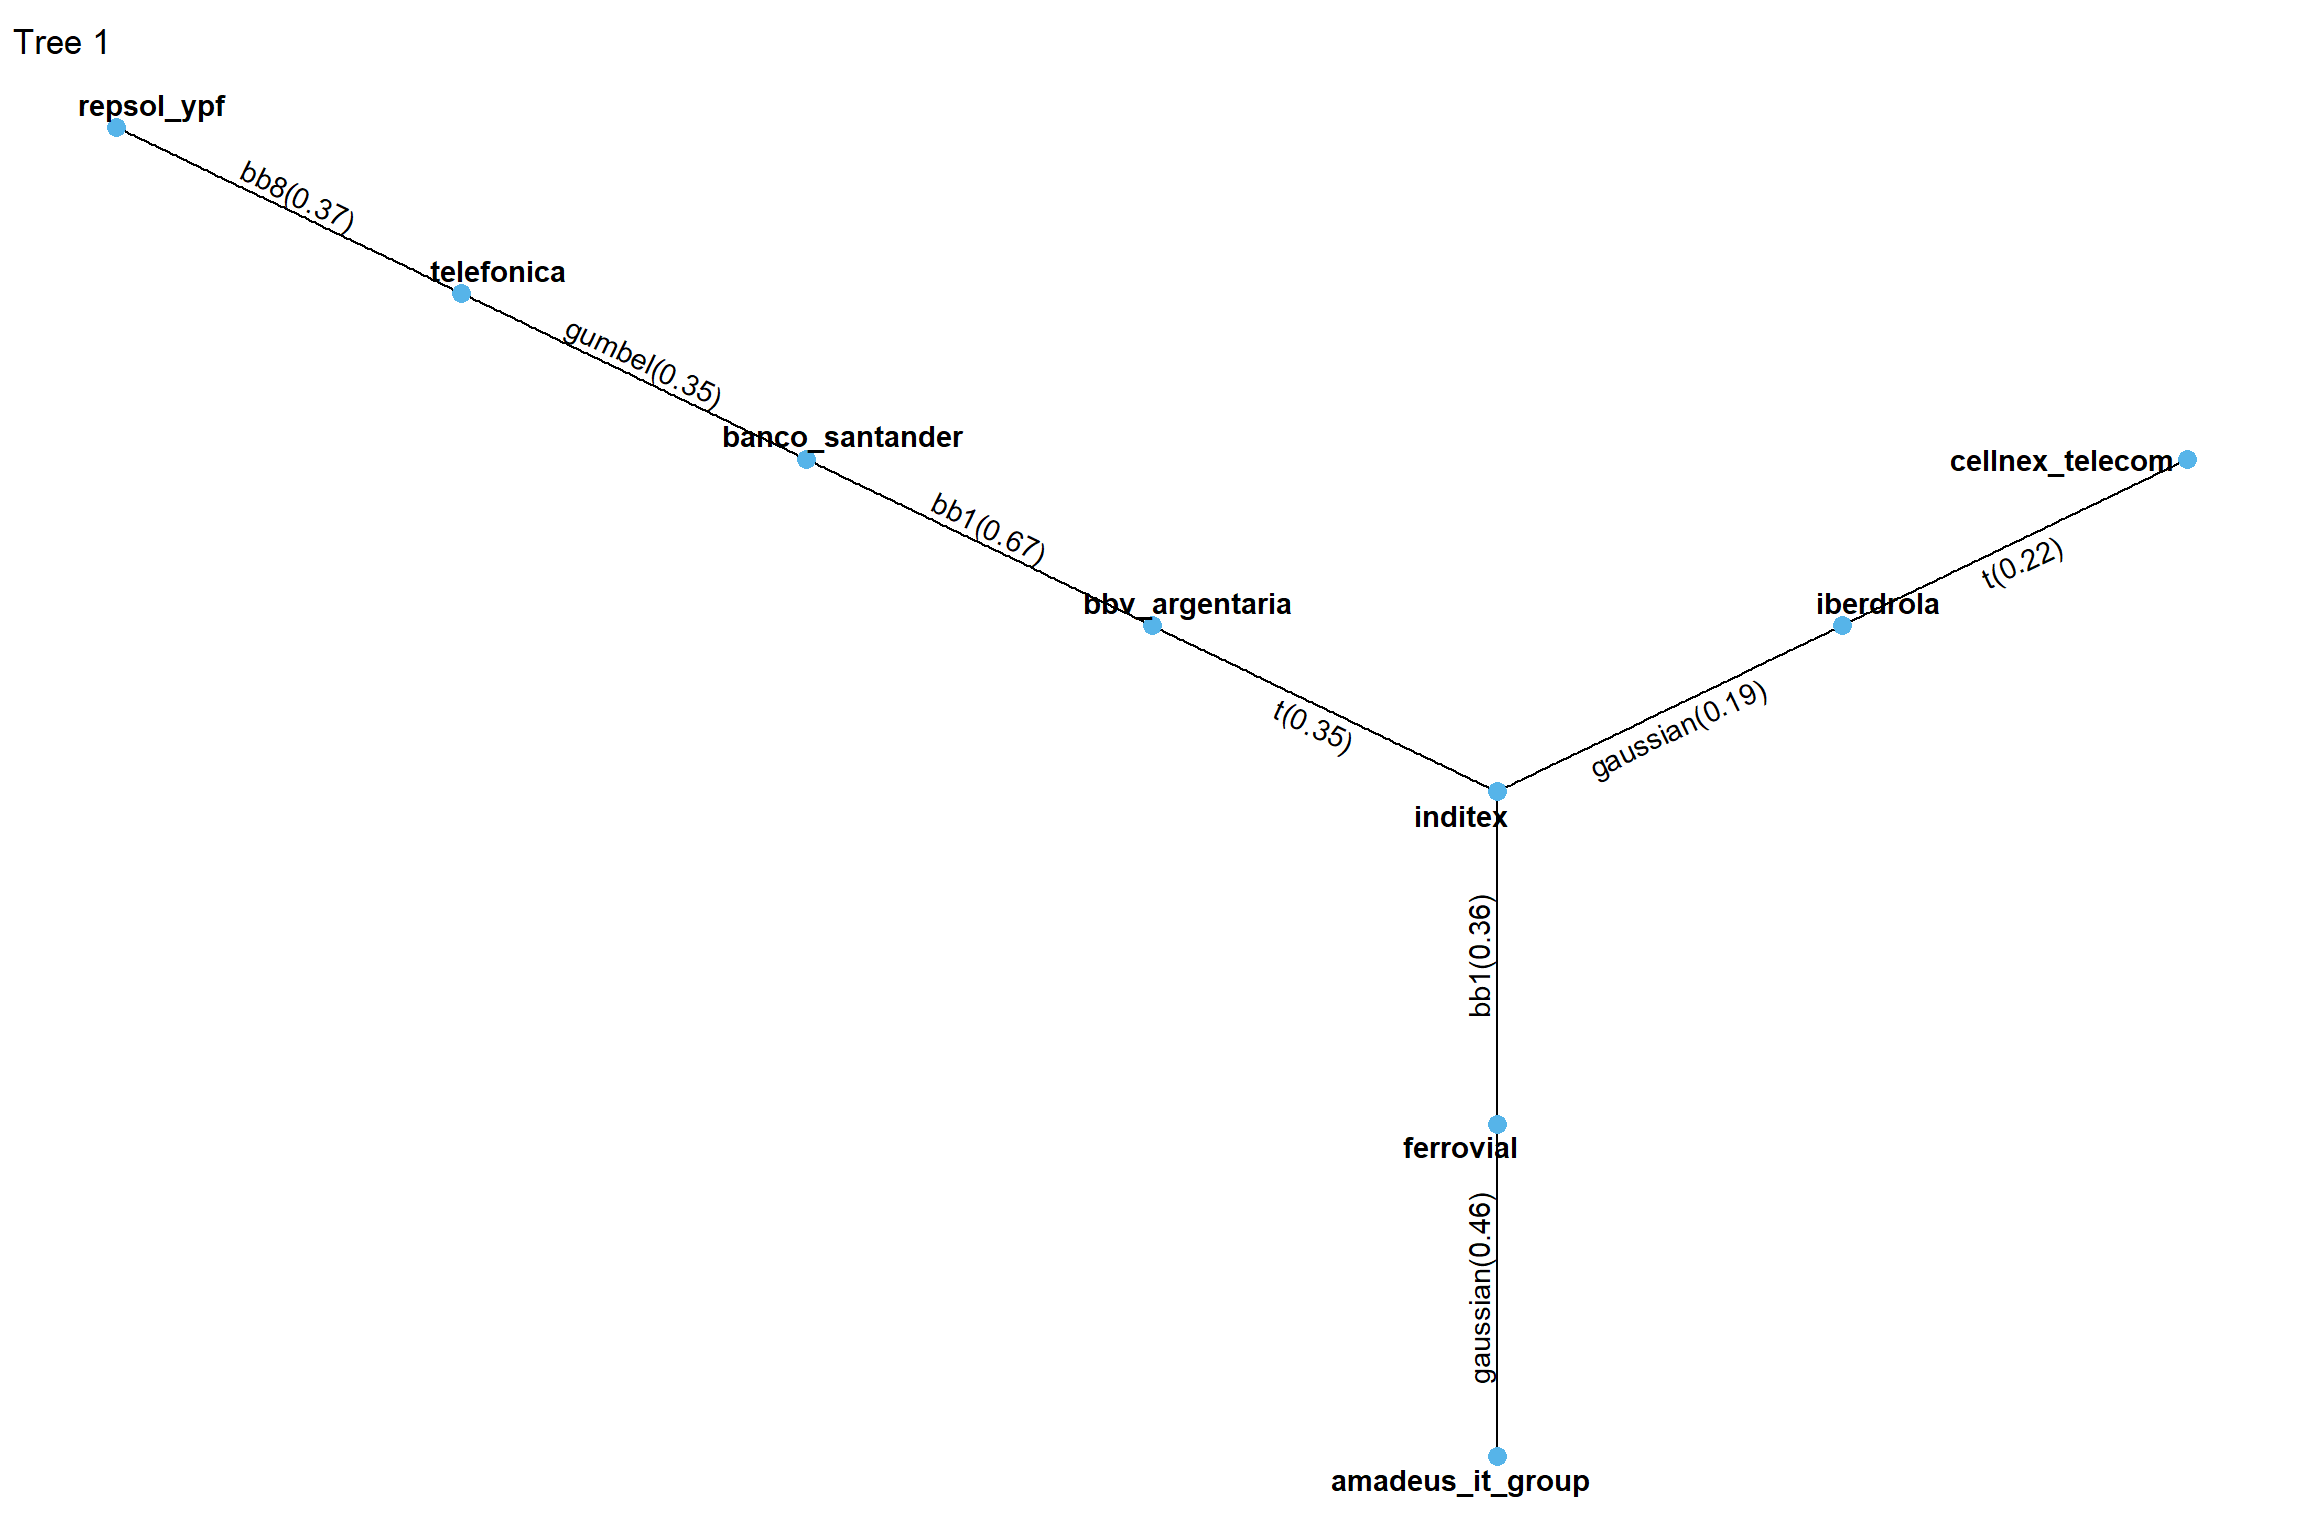 Tree 1
repsol_ypf
bb8(0.37)
telefonica
gumbel(0.35)
banco_santander
cellnex_telecom
bb1(0.67)
t(0.22)
bbv_argentaria
iberdrola
t(0.35)
gaussian(0.19)
inditex
bb1(0.36)
ferrovial
gaussian(0.46)
amadeus_it_group